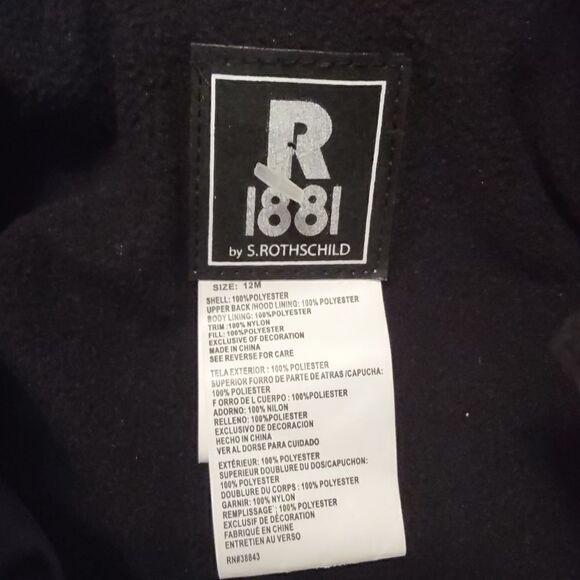 R
1881
by S.ROTHSCHILD
SIZE: 12M
SHELL: 100%POLYESTER
UPPER BACK /HOOD LINING: 100% POLYESTER
BODY LINING: 100%POLYESTER
TRIM :100% NYLON
FILL: 100%POLYESTER
EXCLUSIVE OF DECORATION
MADE IN CHINA
SEE REVERSE FOR CARE
TELA EXTERIOR : 100% POLIESTER
SUPERIOR FORRO DE PARTE DE ATRAS /CAPUCHA:
100% POLIESTER
F ORRO DE L CUERPO : 100%POLIESTER
ADORNO: 100% NILON
RELLENO: 100%POLIESTER
EXCLUSIVO DE DECORACION
HECHO IN CHINA
VER AL DORSE PARA CUIDADO
EXTÉRIEUR: 100% POLYESTER
SUPERIEUR DOUBLURE DU DOS/CAPUCHON:
100% POLYESTER
DOUBLURE DU CORPS : 100% POLYESTER
GARNIR: 100% NYLON
REMPLISSAGE : 100% POLYESTER
EXCLUSIF DE DÉCORATION
FABRIQUÉ EN CHINE
ENTRETIEN AU VERSO
RN#38843